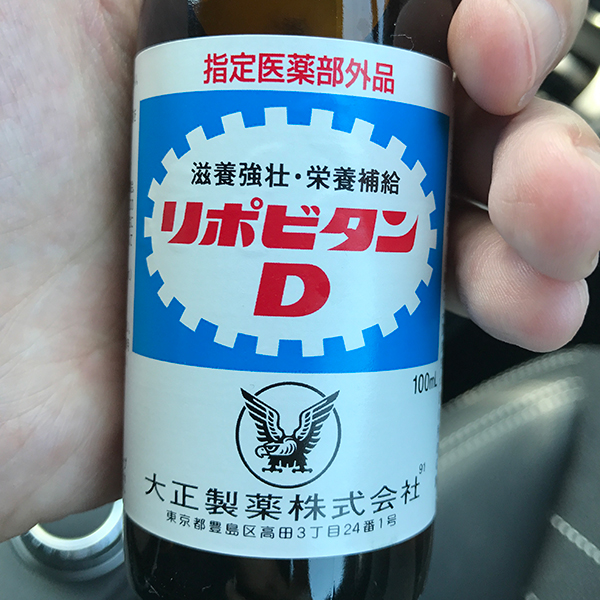 指定医薬部外品
滋養強壮・栄養補給
リポビタン
D
100mL
大正製薬株式会社 91
東京都豊島区高田3丁目24番1号